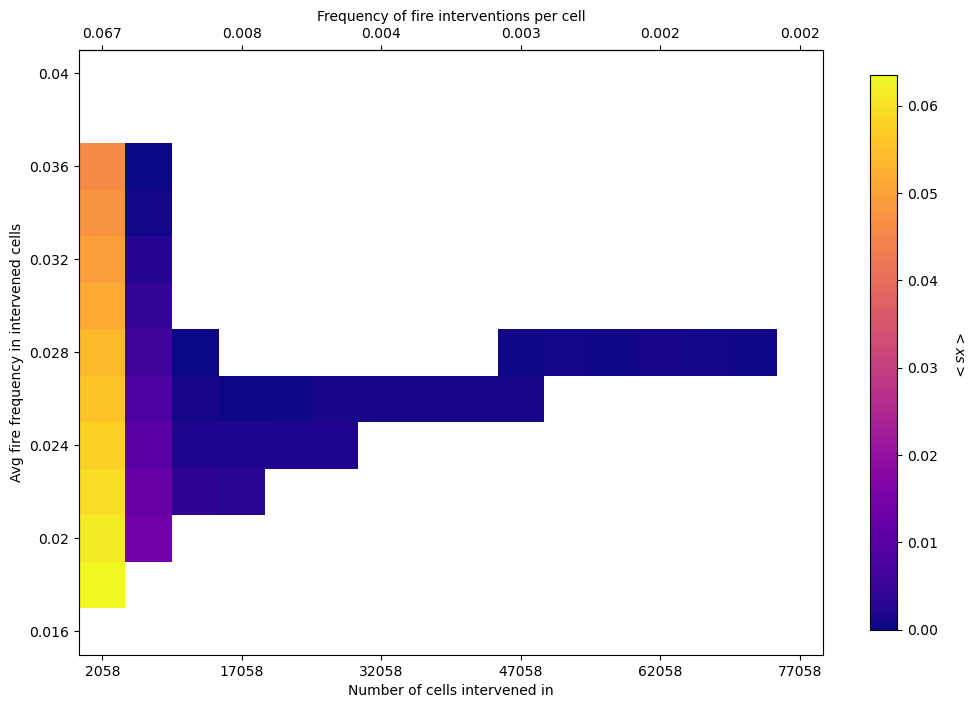 Frequency of fire interventions per cell
0.067 0.008 0.004 0.003 0.002 0.002
Avg fire frequency in intervened cells
0.04
0.036
0.032
0.028
0.024
0.02
0.016
2058 17058 32058 47058 62058 77058
Number of cells intervened in
0.06
0.05
0.04
0.03
0.02
0.01
0.00
< xs >